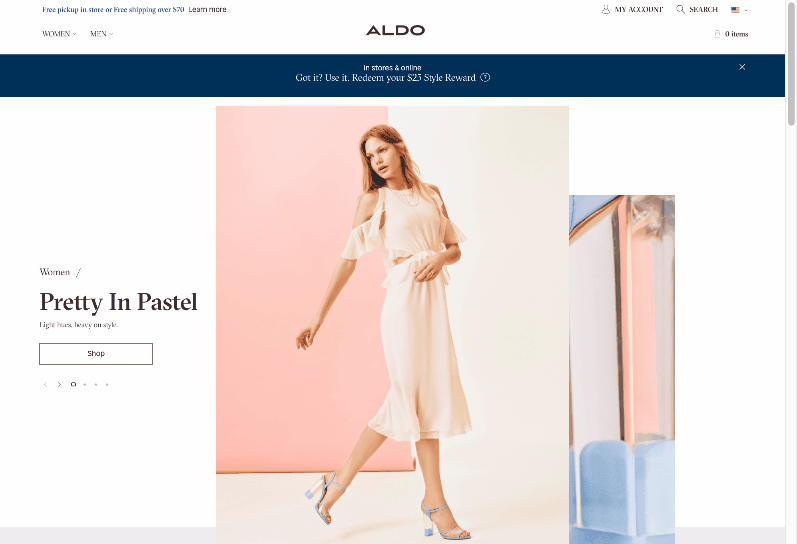 Free pickup in store or Free shipping over $70 Learn more
MY ACCOUNT
SEARCH
WOMEN
MEN
ALDO
0 items
in stores & online
Got it? Use it. Redeem your $25 Style Reward ?
Women /
Pretty In Pastel
Light hues, heavy on style.
Shop